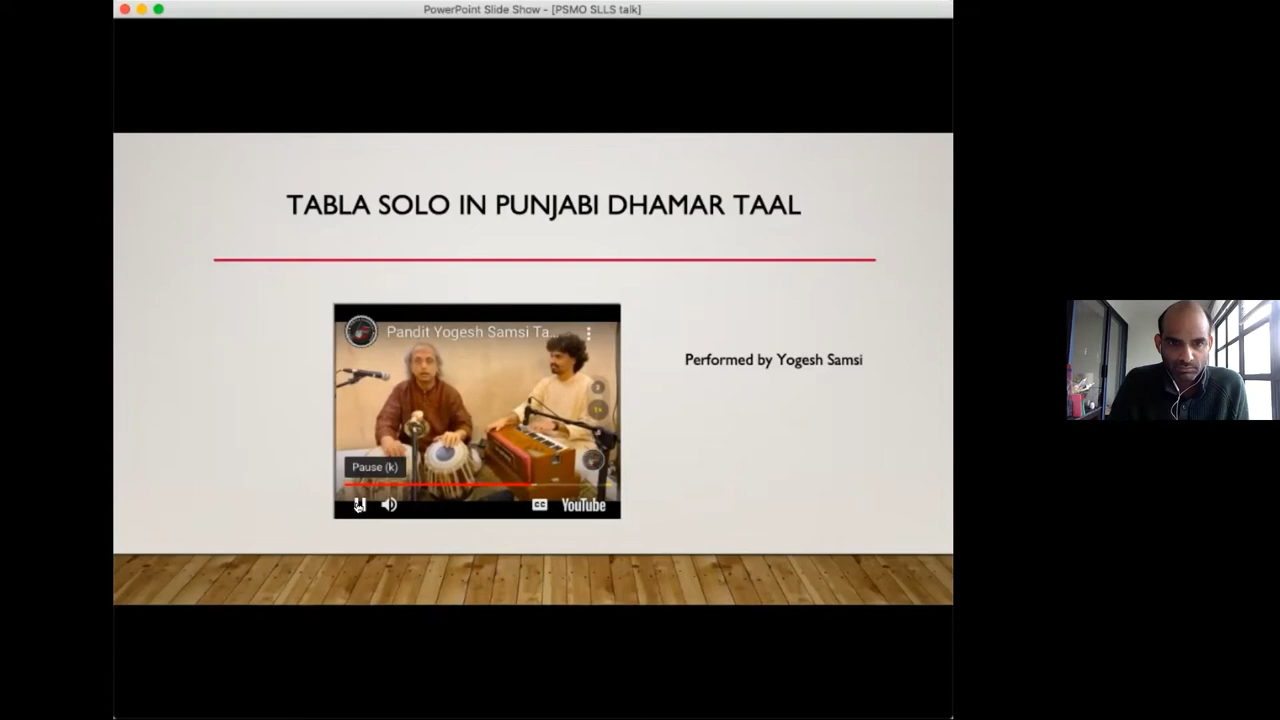 PowerPoint Slide Show - [PSMO SLLS talk]
TABLA SOLO IN PUNJABI DHAMAR TAAL
Pandit Yogesh Samsi Ta...
Performed by Yogesh Samsi
Pause (k)
CC
YouTube